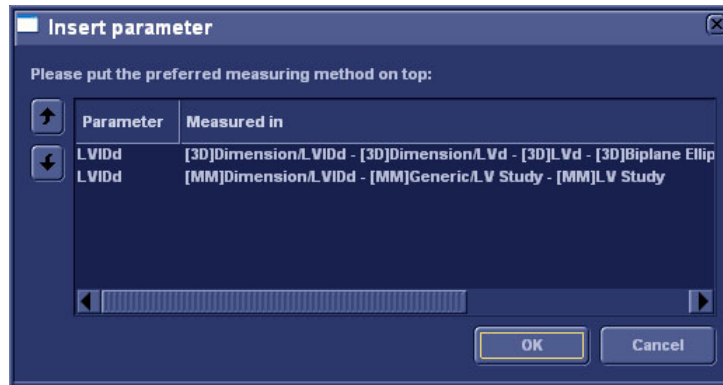 Insert parameter
Please put the preferred measuring method on top:
Parameter Measured in
LVIDd [3D]Dimension/LVIDd - [3D]Dimension/LVd - [3D]LVd - [3D]Biplane Ellip
LVIDd [MM]Dimension/LVIDd - [MM]Generic/LV Study - [MM]LV Study
OK Cancel